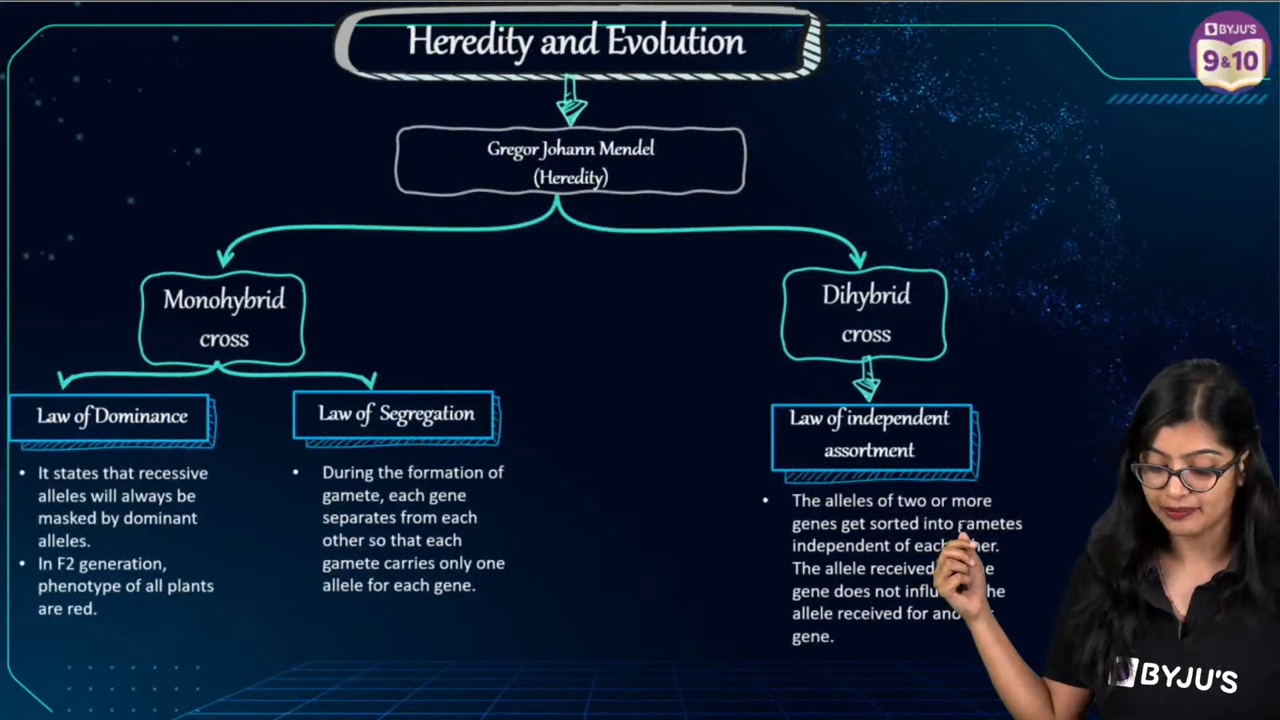 Heredity and Evolution
BYJU'S
9&10
Gregor Johann Mendel
(Heredity)
Monohybrid
cross
Dihybrid
cross
Law of Dominance
Law of Segregation
Law of independent
assortment
• It states that recessive
alleles will always be
masked by dominant
alleles.
• In F2 generation,
phenotype of all plants
are red.
• During the formation of
gamete, each gene
separates from each
other so that each
gamete carries only one
allele for each gene.
• The alleles of two or more
genes get sorted into gametes
independent of each other.
The allele received
gene does not the
allele received for
gene.
BYJU'S